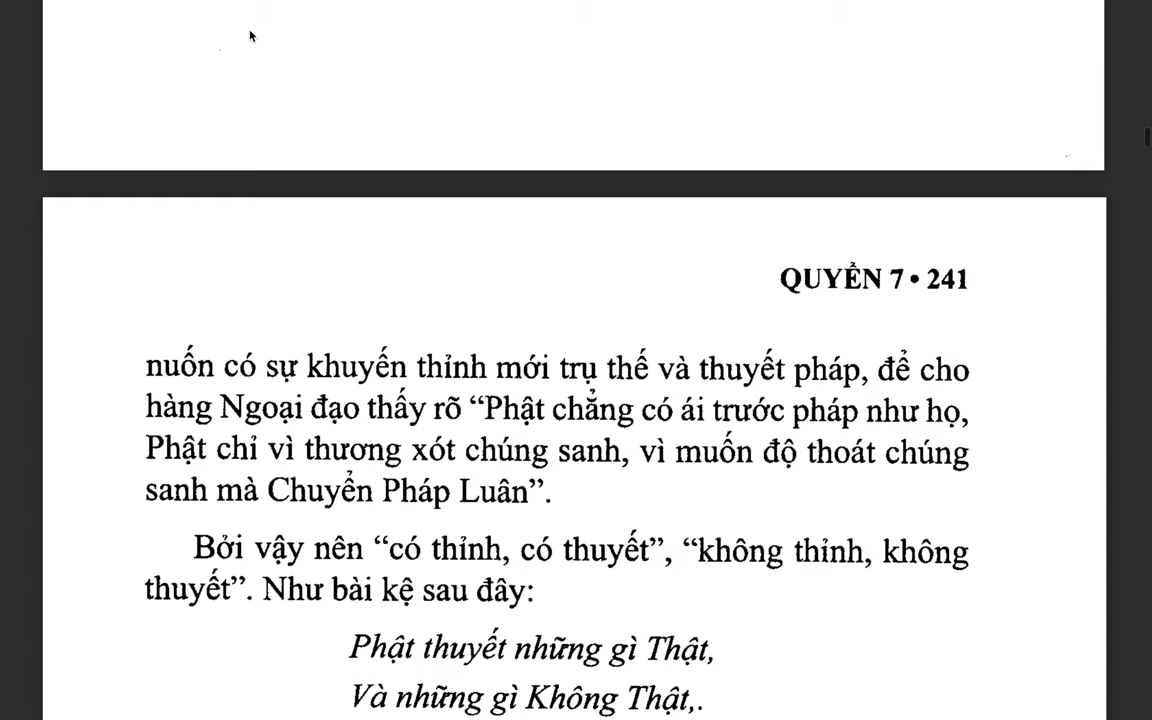 QUYỂN 7 • 241
nuốn có sự khuyến thỉnh mới trụ thế và thuyết pháp, để cho
hàng Ngoại đạo thấy rõ “Phật chẳng có ái trước pháp như họ,
Phật chỉ vì thương xót chúng sanh, vì muốn độ thoát chúng
sanh mà Chuyển Pháp Luân”.
Bởi vậy nên “có thỉnh, có thuyết”, “không thỉnh, không
thuyết”. Như bài kệ sau đây:
Phật thuyết những gì Thật,
Và những gì Không Thật,.